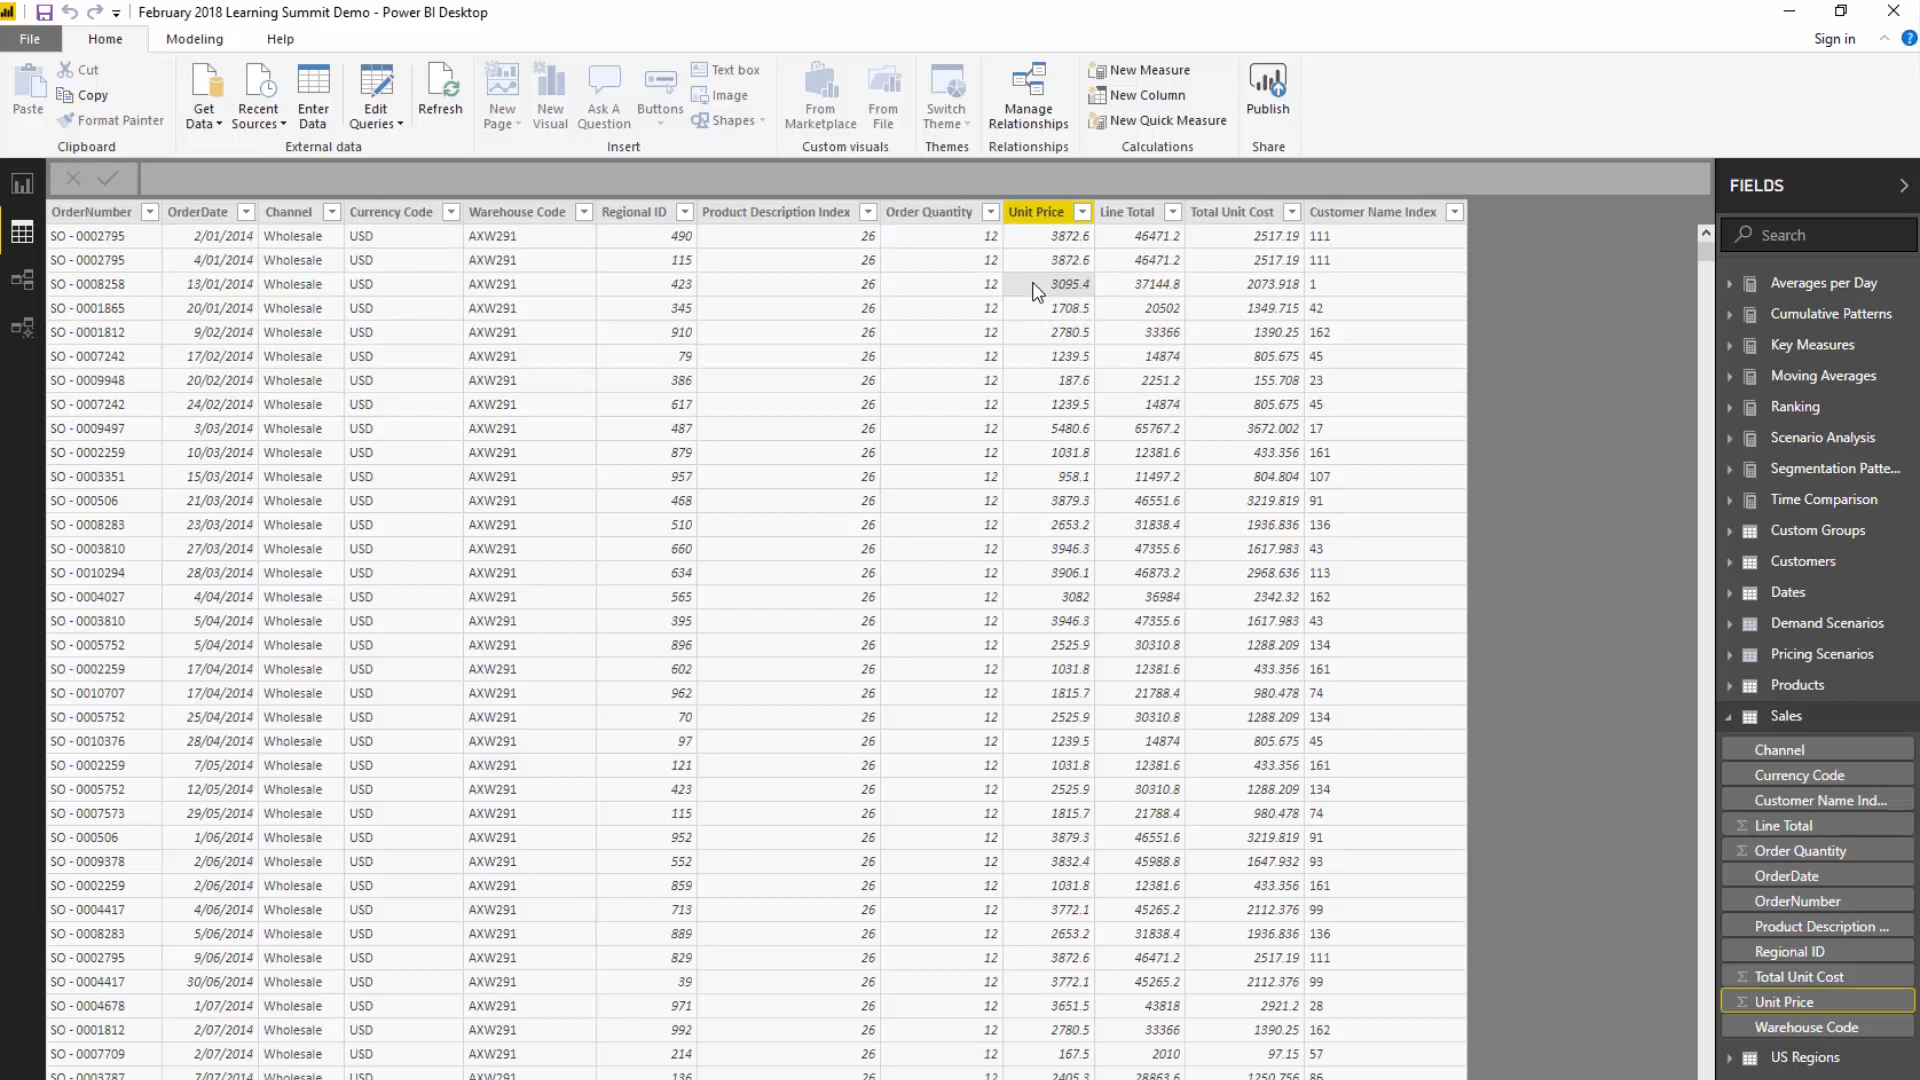 February 2018 Learning Summit Demo - Power BI Desktop
File Home Modeling Help Sign in
Paste
Cut
Copy
Format Painter
Clipboard
Get Data
Recent Sources
Enter Data
Edit Queries
Refresh
External data
New Page
New Visual
Ask A Question
Buttons
Text box
Image
Shapes
Insert
From Marketplace
From File
Custom visuals
Switch Theme
Themes
Manage Relationships
Relationships
New Measure
New Column
New Quick Measure
Calculations
Publish
Share
OrderNumber OrderDate Channel Currency Code Warehouse Code Regional ID Product Description Index Order Quantity Unit Price Line Total Total Unit Cost Customer Name Index
SO - 0002795 2/01/2014 Wholesale USD AXW291 490 26 12 3872.6 46471.2 2517.19 111
SO - 0002795 4/01/2014 Wholesale USD AXW291 115 26 12 3872.6 46471.2 2517.19 111
SO - 0008258 13/01/2014 Wholesale USD AXW291 423 26 12 3095.4 37144.8 2073.918 1
SO - 0001865 20/01/2014 Wholesale USD AXW291 345 26 12 1708.5 20502 1349.715 42
SO - 0001812 9/02/2014 Wholesale USD AXW291 910 26 12 2780.5 33366 1390.25 162
SO - 0007242 17/02/2014 Wholesale USD AXW291 79 26 12 1239.5 14874 805.675 45
SO - 0009948 20/02/2014 Wholesale USD AXW291 386 26 12 187.6 2251.2 155.708 23
SO - 0007242 24/02/2014 Wholesale USD AXW291 617 26 12 1239.5 14874 805.675 45
SO - 0009497 3/03/2014 Wholesale USD AXW291 487 26 12 5480.6 65767.2 3672.002 17
SO - 0002259 10/03/2014 Wholesale USD AXW291 879 26 12 1031.8 12381.6 433.356 161
SO - 0003351 15/03/2014 Wholesale USD AXW291 957 26 12 958.1 11497.2 804.804 107
SO - 000506 21/03/2014 Wholesale USD AXW291 468 26 12 3879.3 46551.6 3219.819 91
SO - 0008283 23/03/2014 Wholesale USD AXW291 510 26 12 2653.2 31838.4 1936.836 136
SO - 0003810 27/03/2014 Wholesale USD AXW291 660 26 12 3946.3 47355.6 1617.983 43
SO - 0010294 28/03/2014 Wholesale USD AXW291 634 26 12 3906.1 46873.2 2968.636 113
SO - 0004027 4/04/2014 Wholesale USD AXW291 565 26 12 3082 36984 2342.32 162
SO - 0003810 5/04/2014 Wholesale USD AXW291 395 26 12 3946.3 47355.6 1617.983 43
SO - 0005752 5/04/2014 Wholesale USD AXW291 896 26 12 2525.9 30310.8 1288.209 134
SO - 0002259 17/04/2014 Wholesale USD AXW291 602 26 12 1031.8 12381.6 433.356 161
SO - 0010707 17/04/2014 Wholesale USD AXW291 962 26 12 1815.7 21788.4 980.478 74
SO - 0005752 25/04/2014 Wholesale USD AXW291 70 26 12 2525.9 30310.8 1288.209 134
SO - 0010376 28/04/2014 Wholesale USD AXW291 97 26 12 1239.5 14874 805.675 45
SO - 0002259 7/05/2014 Wholesale USD AXW291 121 26 12 1031.8 12381.6 433.356 161
SO - 0005752 12/05/2014 Wholesale USD AXW291 423 26 12 2525.9 30310.8 1288.209 134
SO - 0007573 29/05/2014 Wholesale USD AXW291 115 26 12 1815.7 21788.4 980.478 74
SO - 000506 1/06/2014 Wholesale USD AXW291 952 26 12 3879.3 46551.6 3219.819 91
SO - 0009378 2/06/2014 Wholesale USD AXW291 552 26 12 3832.4 45988.8 1647.932 93
SO - 0002259 2/06/2014 Wholesale USD AXW291 859 26 12 1031.8 12381.6 433.356 161
SO - 0004417 4/06/2014 Wholesale USD AXW291 713 26 12 3772.1 45265.2 2112.376 99
SO - 0008283 5/06/2014 Wholesale USD AXW291 889 26 12 2653.2 31838.4 1936.836 136
SO - 0002795 9/06/2014 Wholesale USD AXW291 829 26 12 3872.6 46471.2 2517.19 111
SO - 0004417 30/06/2014 Wholesale USD AXW291 39 26 12 3772.1 45265.2 2112.376 99
SO - 0004678 1/07/2014 Wholesale USD AXW291 971 26 12 3651.5 43818 2921.2 28
SO - 0001812 2/07/2014 Wholesale USD AXW291 992 26 12 2780.5 33366 1390.25 162
SO - 0007709 2/07/2014 Wholesale USD AXW291 214 26 12 167.5 2010 97.15 57
SO - 0003787 7/07/2014 Wholesale USD AXW291 136 26 12 2405.3 28863.6 1250.756 86
FIELDS
Search
Averages per Day
Cumulative Patterns
Key Measures
Moving Averages
Ranking
Scenario Analysis
Segmentation Patte...
Time Comparison
Custom Groups
Customers
Dates
Demand Scenarios
Pricing Scenarios
Products
Sales
Channel
Currency Code
Customer Name Ind...
Line Total
Order Quantity
OrderDate
OrderNumber
Product Description ...
Regional ID
Total Unit Cost
Unit Price
Warehouse Code
US Regions